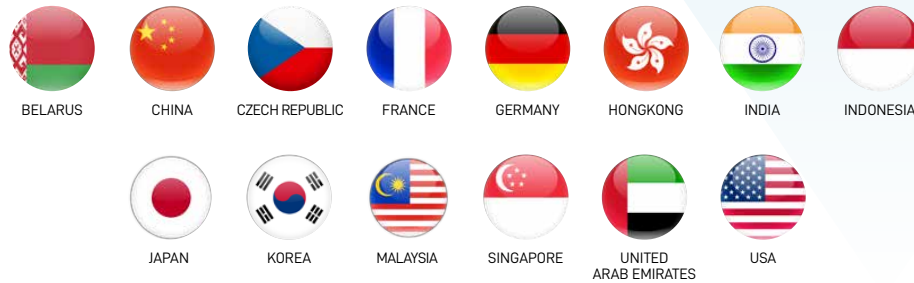 BELARUS
CHINA
CZECH REPUBLIC
FRANCE
GERMANY
HONGKONG
INDIA
INDONESIA
JAPAN
KOREA
MALAYSIA
SINGAPORE
UNITED
ARAB EMIRATES
USA